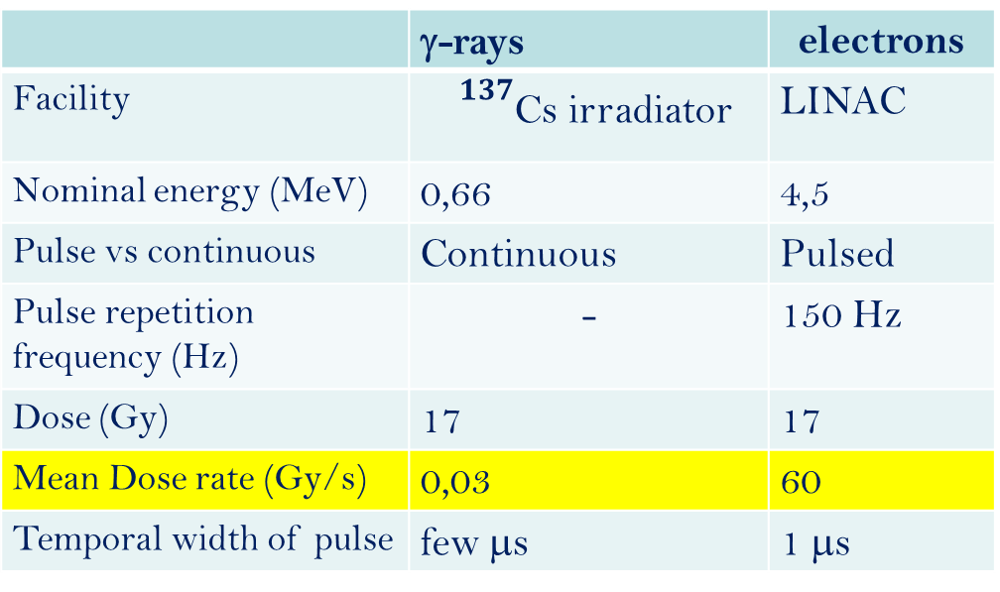 γ-rays electrons
Facility ¹³⁷Cs irradiator LINAC
Nominal energy (MeV) 0,66 4,5
Pulse vs continuous Continuous Pulsed
Pulse repetition
frequency (Hz) - 150 Hz
Dose (Gy) 17 17
Mean Dose rate (Gy/s) 0,03 60
Temporal width of pulse few μs 1 μs